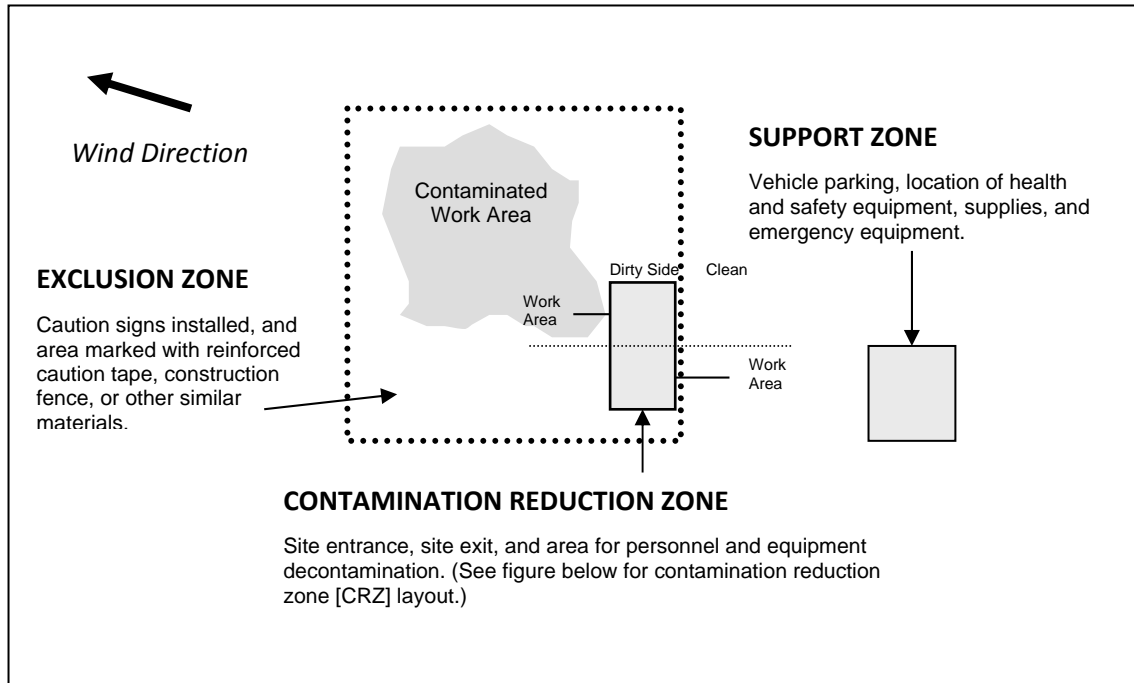 Wind Direction
Contaminated
Work Area
SUPPORT ZONE
Vehicle parking, location of health
and safety equipment, supplies, and
emergency equipment.
EXCLUSION ZONE
Caution signs installed, and
area marked with reinforced
caution tape, construction
fence, or other similar
materials.
Dirty Side
Clean
Work
Area
Work
Area
CONTAMINATION REDUCTION ZONE
Site entrance, site exit, and area for personnel and equipment
decontamination. (See figure below for contamination reduction
zone [CRZ] layout.)